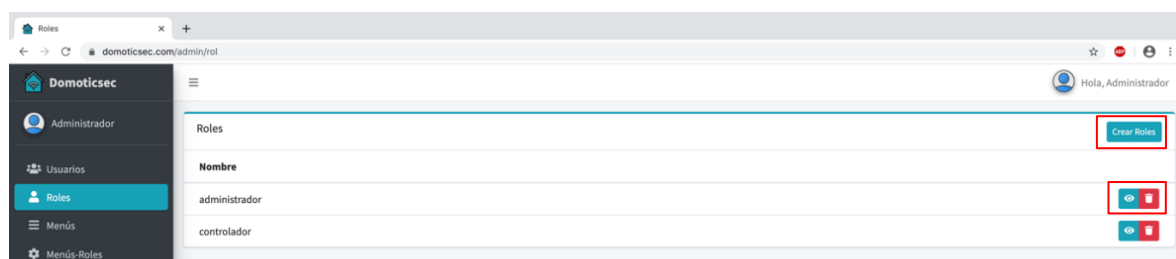 Roles
domoticsec.com/admin/rol
ABP
Domoticsec
Hola, Administrador
Administrador
Roles
Crear Roles
Usuarios
Nombre
Roles
administrador
Menús
controlador
Menús-Roles